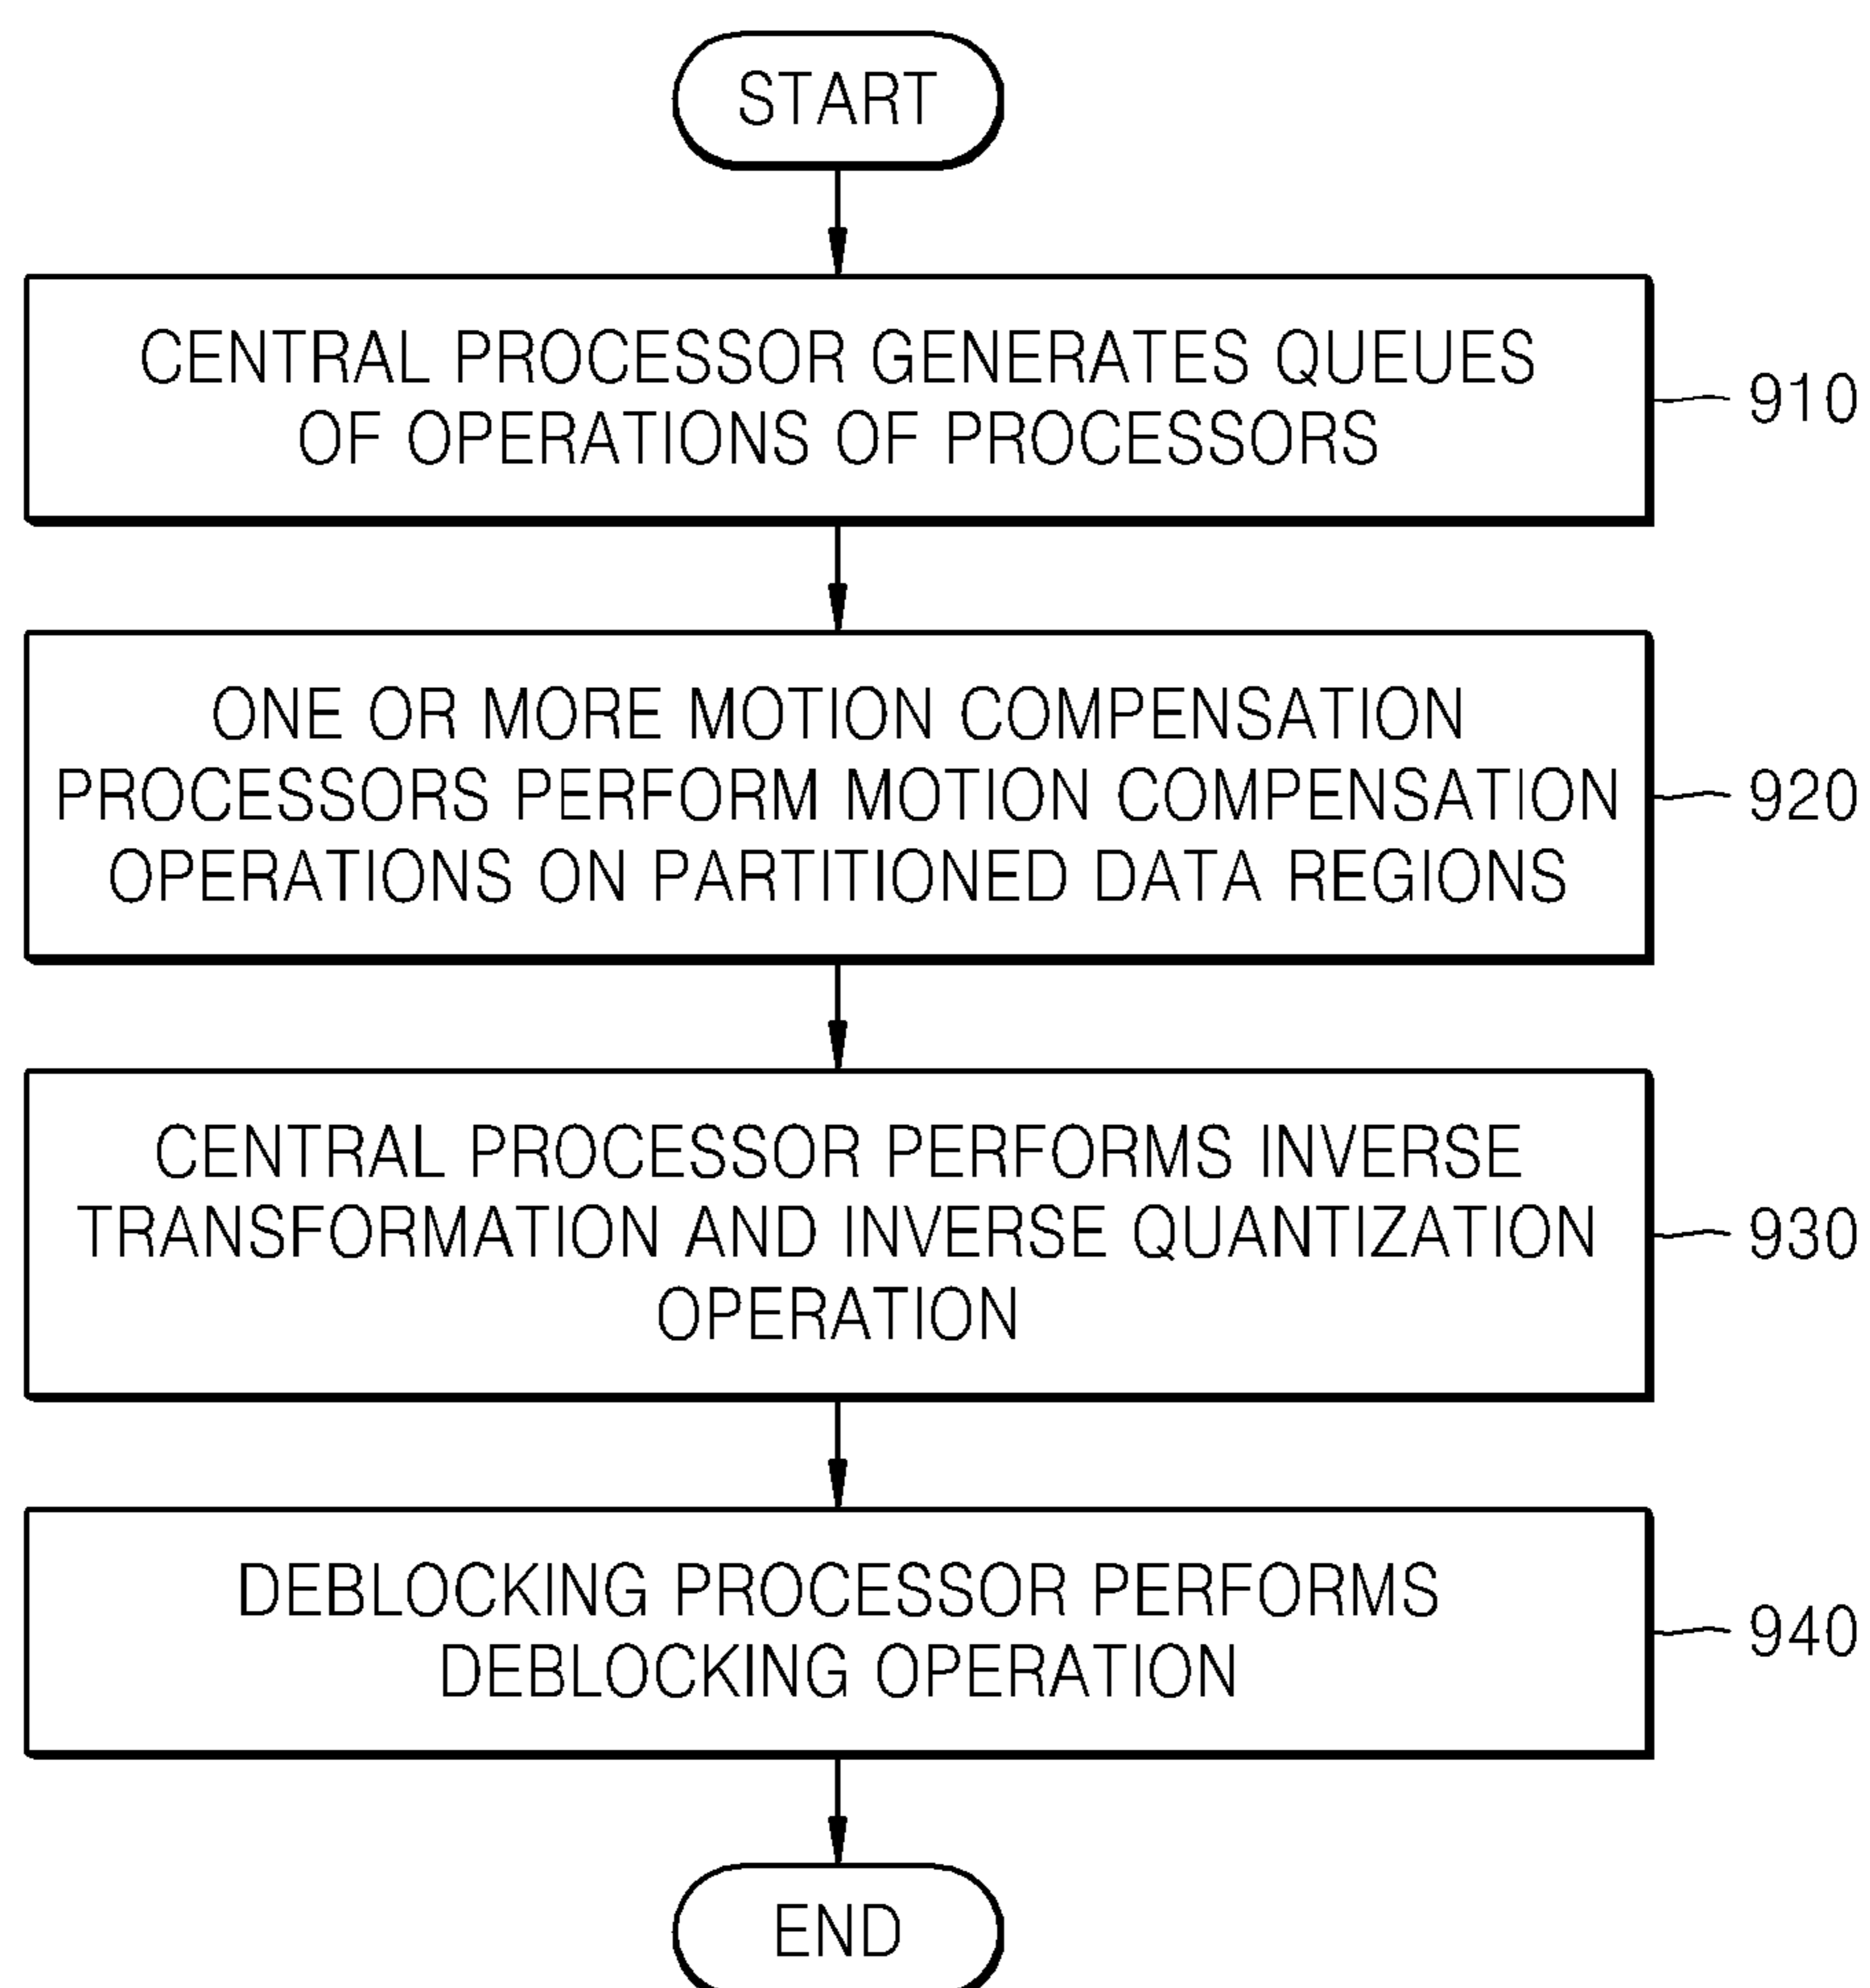 START
CENTRAL PROCESSOR GENERATES QUEUES
OF OPERATIONS OF PROCESSORS
910
ONE OR MORE MOTION COMPENSATION
PROCESSORS PERFORM MOTION COMPENSATION
OPERATIONS ON PARTITIONED DATA REGIONS
920
CENTRAL PROCESSOR PERFORMS INVERSE
TRANSFORMATION AND INVERSE QUANTIZATION
OPERATION
930
DEBLOCKING PROCESSOR PERFORMS
DEBLOCKING OPERATION
940
END